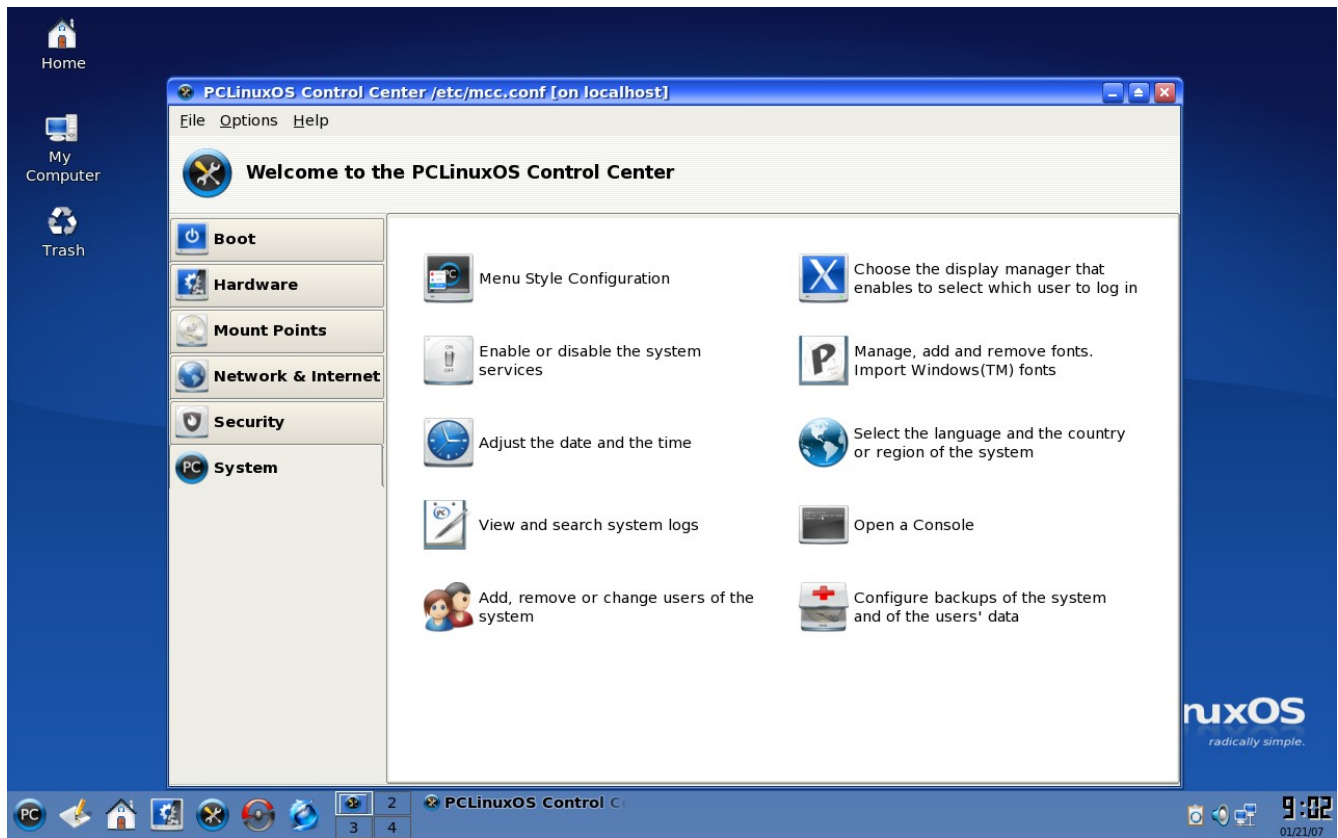 Home
My
Computer
Trash
PCLinuxOS Control Center /etc/mcc.conf [on localhost]
File Options Help
Welcome to the PCLinuxOS Control Center
Boot
Hardware
Mount Points
Network & Internet
Security
PC System
Menu Style Configuration
Choose the display manager that
enables to select which user to log in
Enable or disable the system
services
Manage, add and remove fonts.
Import Windows(TM) fonts
Adjust the date and the time
Select the language and the country
or region of the system
View and search system logs
Open a Console
Add, remove or change users of the
system
Configure backups of the system
and of the users' data
nuxOS
radically simple.
PC
2
3 4
PCLinuxOS Control C
9:02
01/21/07